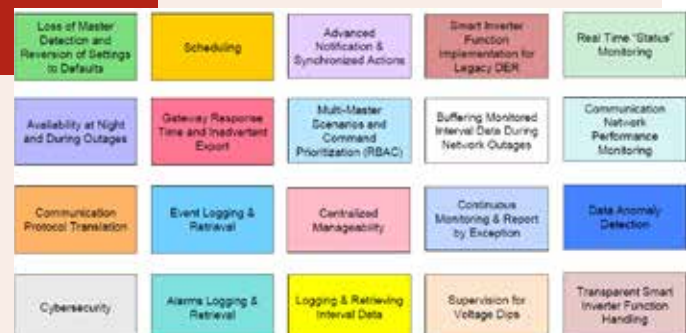 Loss of Master
Detection and
Reversion of Settings
to Defaults
Scheduling
Advanced
Notification &
Synchronized Actions
Smart Inverter
Function
Implementation for
Legacy DER
Real Time "Status"
Monitoring
Availability at Night
and During Outages
Gateway Response
Time and Inadvertent
Export
Multi-Master
Scenarios and
Command
Prioritization (RBAC)
Buffering Monitored
Interval Data During
Network Outages
Communication
Network
Performance
Monitoring
Communication
Protocol Translation
Event Logging &
Retrieval
Centralized
Manageability
Continuous
Monitoring & Report
by Exception
Data Anomaly
Detection
Cybersecurity
Alarms Logging &
Retrieval
Logging & Retrieving
Interval Data
Supervision for
Voltage Dips
Transparent Smart
Inverter Function
Handling